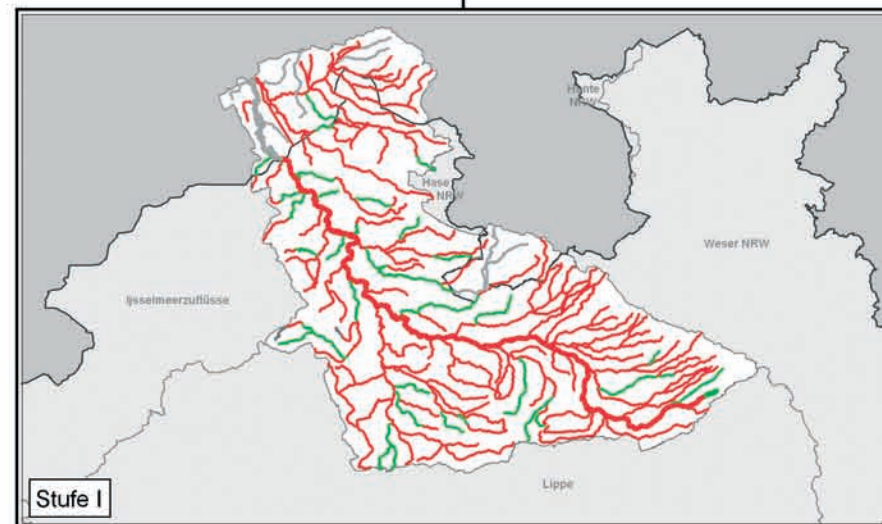 Hunte
NRW
Hase
NRW
Weser NRW
Ijsselmeerzuflüsse
Lippe
Stufe I